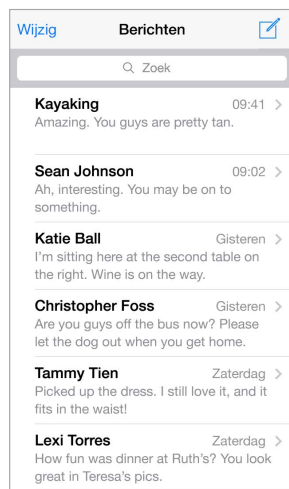 Wijzig Berichten
Zoek
Kayaking 09:41
Amazing. You guys are pretty tan.
Sean Johnson 09:02
Ah, interesting. You may be on to
something.
Katie Ball Gisteren
I'm sitting here at the second table on
the right. Wine is on the way.
Christopher Foss Gisteren
Are you guys off the bus now? Please
let the dog out when you get home.
Tammy Tien Zaterdag
Picked up the dress. I still love it, and it
fits in the waist!
Lexi Torres Zaterdag
How fun was dinner at Ruth's? You look
great in Teresa's pics.